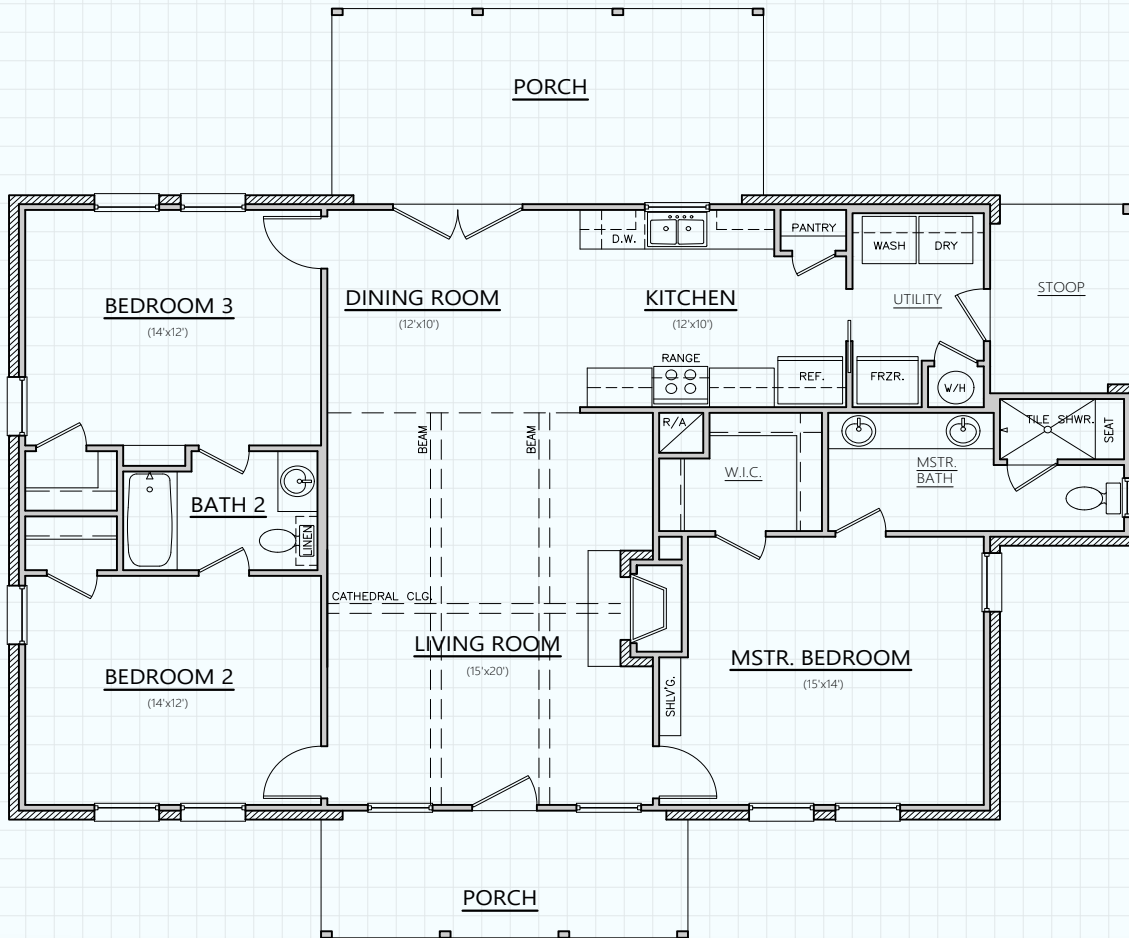 PORCH
D.W.
PANTRY
WASH
DRY
BEDROOM 3
(14'x12')
DINING ROOM
(12'x10')
KITCHEN
(12'x10')
UTILITY
STOOP
RANGE
REF.
FRZR.
W/H
BEAM
BEAM
R/A
W.I.C.
MSTR.
BATH
TILE SHWR.
SEAT
BATH 2
LINEN
CATHEDRAL CLG.
LIVING ROOM
(15'x20')
BEDROOM 2
(14'x12')
MSTR. BEDROOM
(15'x14')
SHLV'G.
PORCH